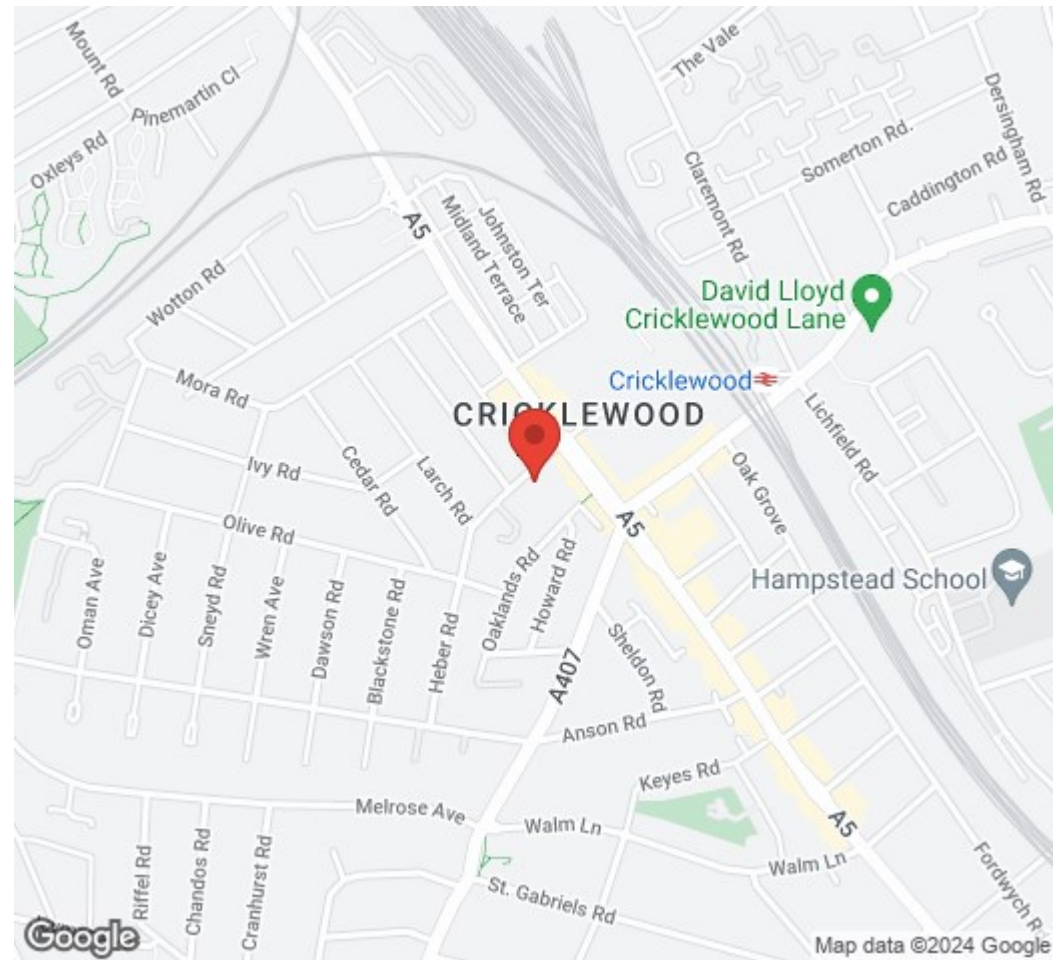 Mount Rd
Pinemartin Cl
Oxleys Rd
The Vale
Dersingham Rd
Somerton Rd.
Claremont Rd
Caddington Rd
A5
Johnston Ter
Midland Terrace
Wotton Rd
David Lloyd
Cricklewood Lane
Cricklewood
CRICKLEWOOD
Mora Rd
Lichfield Rd
Ivy Rd
Cedar Rd
Larch Rd
Oak Grove
A5
Olive Rd
Hampstead School
Oman Ave
Dicey Ave
Sneyd Rd
Wren Ave
Dawson Rd
Blackstone Rd
Heber Rd
Oaklands Rd
Howard Rd
Sheldon Rd
A407
Anson Rd
Keyes Rd
Melrose Ave
Walm Ln
A5
Walm Ln
Riffel Rd
Chandos Rd
Cranhurst Rd
St. Gabriels Rd
Fordwych Rd
Google
Map data ©2024 Google